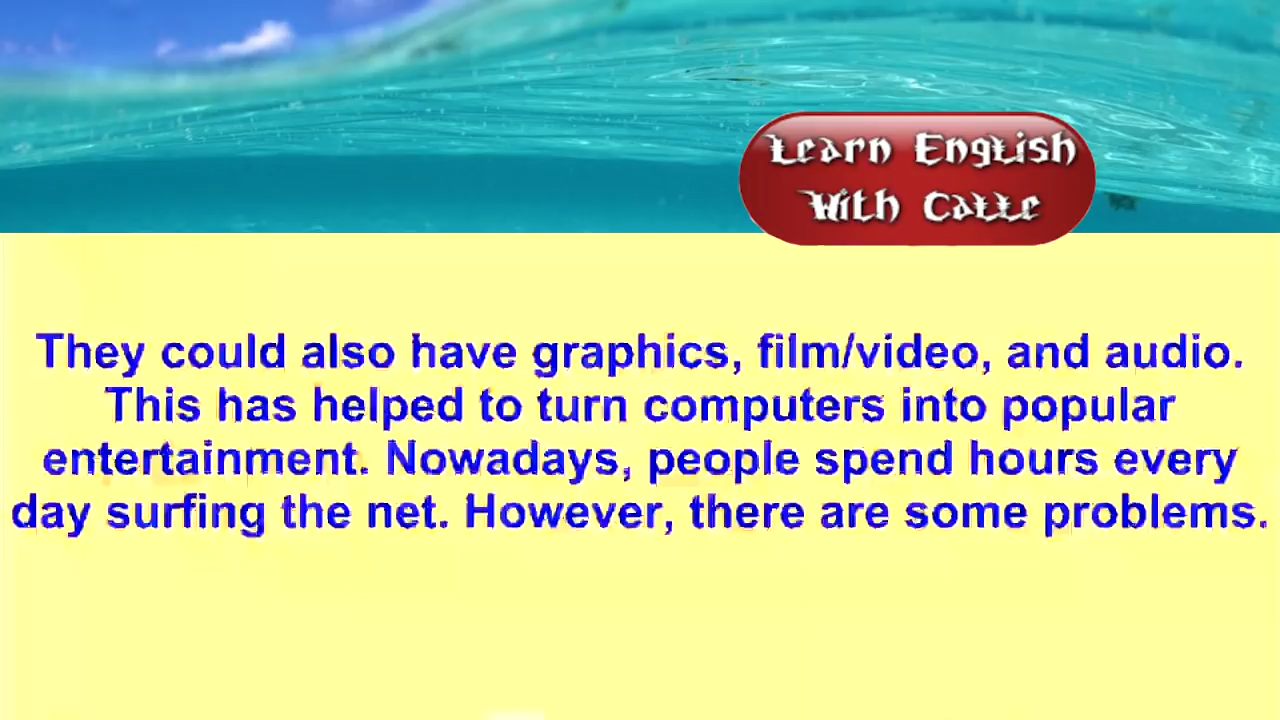 Learn English
With Calle
They could also have graphics, film/video, and audio.
This has helped to turn computers into popular
entertainment. Nowadays, people spend hours every
day surfing the net. However, there are some problems.